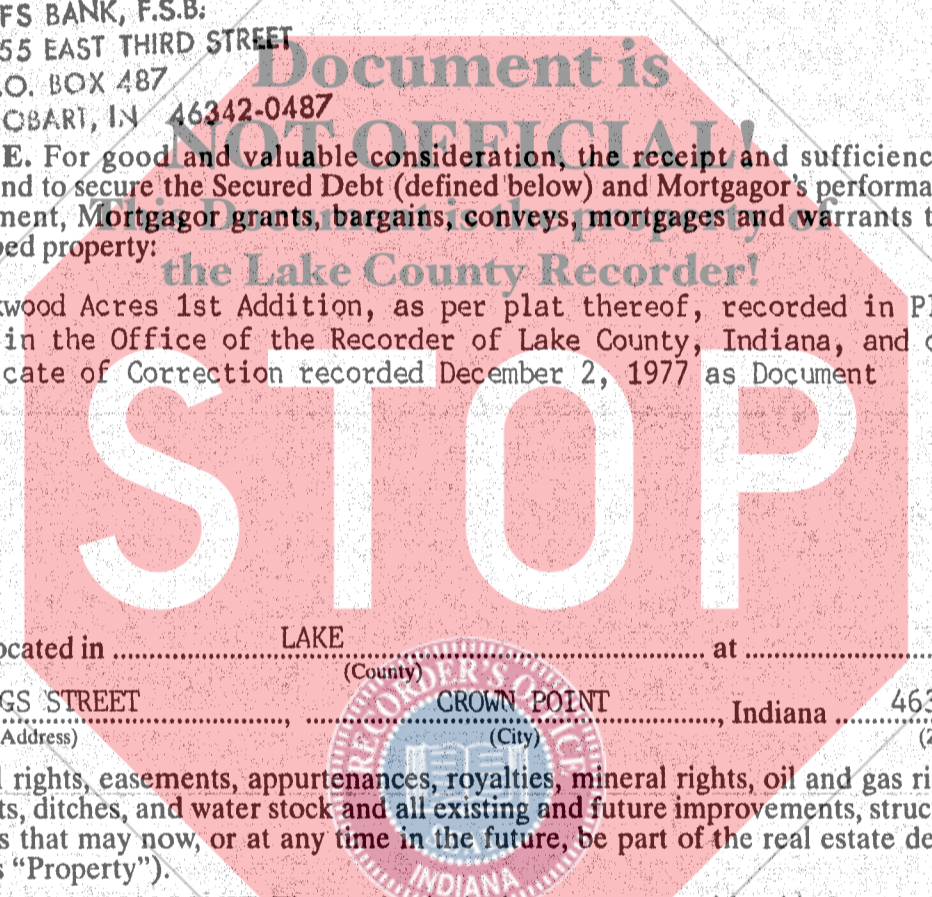 FS BANK, F.S.B.
55 EAST THIRD STREET
.O. BOX 487
OBART, IN 46342-0487
Document is
NOT OFFICIAL!
E. For good and valuable consideration, the receipt and sufficienc
nd to secure the Secured Debt (defined below) and Mortgagor's performa
This Document is the property of
ment, Mortgagor grants, bargains, conveys, mortgages and warrants t
bed property:
the Lake County Recorder!
wood Acres 1st Addition, as per plat thereof, recorded in Pl
in the Office of the Recorder of Lake County, Indiana, and
cate of Correction recorded December 2, 1977 as Document
STOP
ocated in LAKE at
(County)
GS STREET, CROWN POINT, Indiana 463
Address) (City)
rights, easements, appurtenances, royalties, mineral rights, oil and gas ri
ts, ditches, and water stock and all existing and future improvements, struc
s that may now, or at any time in the future, be part of the real estate de
s "Property").
RECORDER'S OFFICE
INDIANA